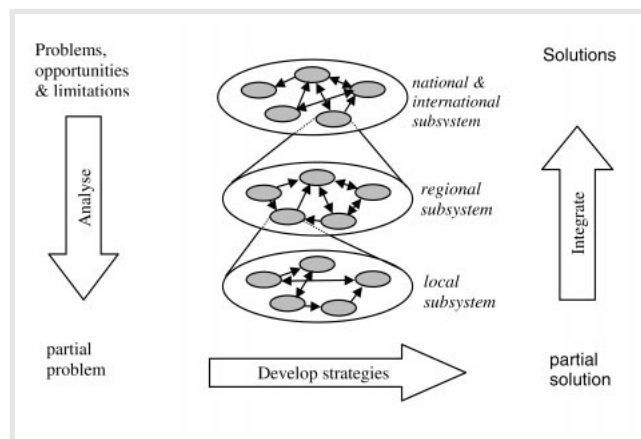 Problems,
opportunities
& limitations
Analyse
partial
problem
national &
international
subsystem
regional
subsystem
local
subsystem
Develop strategies
Solutions
Integrate
partial
solution